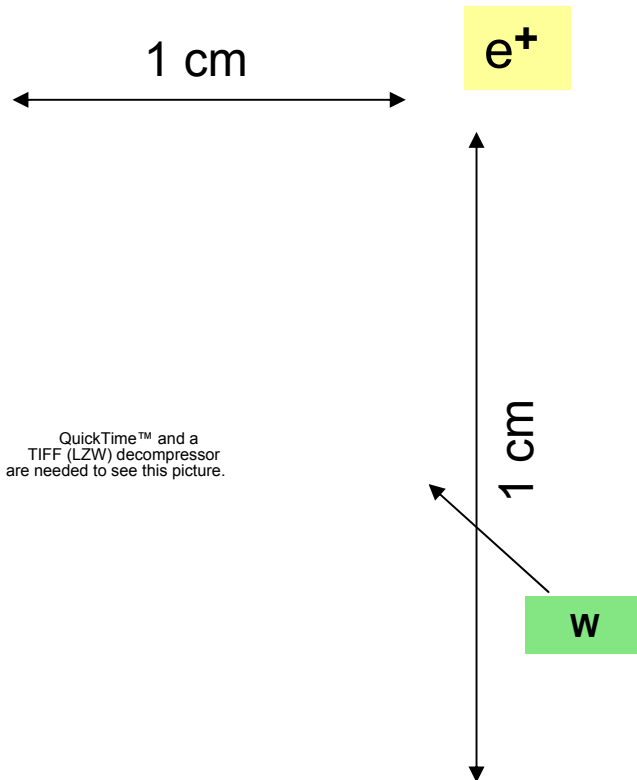 1 cm
e+
QuickTime™ and a
TIFF (LZW) decompressor
are needed to see this picture.
1 cm
W